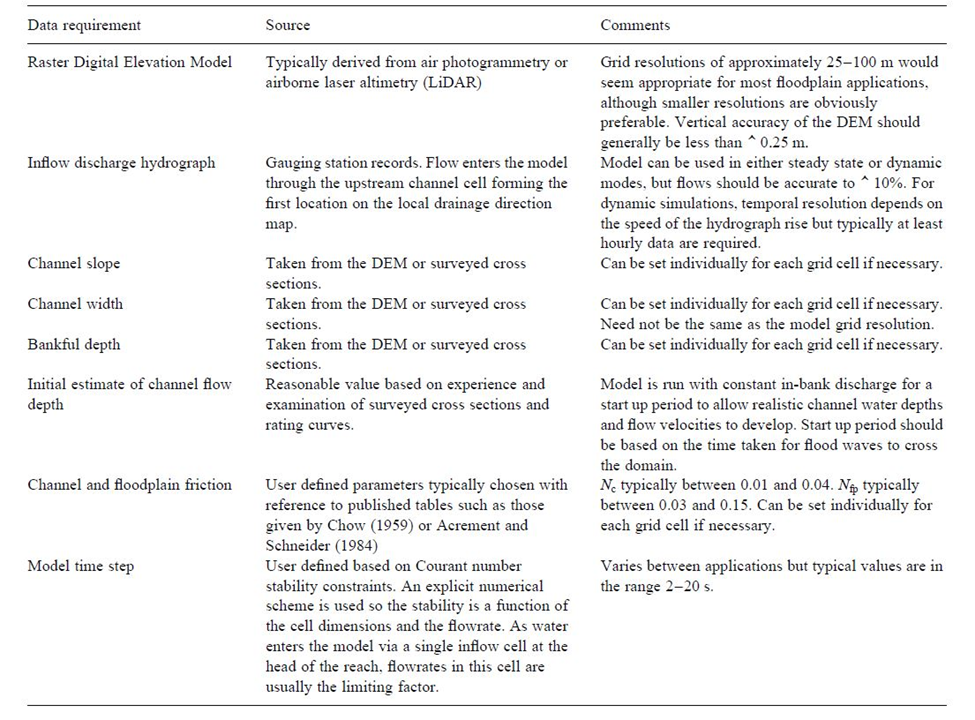 Data requirement Source Comments
Raster Digital Elevation Model Typically derived from air photogrammetry or Grid resolutions of approximately 25–100 m would
airborne laser altimetry (LiDAR) seem appropriate for most floodplain applications,
although smaller resolutions are obviously
preferable. Vertical accuracy of the DEM should
generally be less than ^ 0.25 m.
Inflow discharge hydrograph Gauging station records. Flow enters the model Model can be used in either steady state or dynamic
through the upstream channel cell forming the modes, but flows should be accurate to ^ 10%. For
first location on the local drainage direction dynamic simulations, temporal resolution depends on
map. the speed of the hydrograph rise but typically at least
hourly data are required.
Channel slope Taken from the DEM or surveyed cross Can be set individually for each grid cell if necessary.
sections.
Channel width Taken from the DEM or surveyed cross Can be set individually for each grid cell if necessary.
sections. Need not be the same as the model grid resolution.
Bankful depth Taken from the DEM or surveyed cross Can be set individually for each grid cell if necessary.
sections.
Initial estimate of channel flow Reasonable value based on experience and Model is run with constant in-bank discharge for a
depth examination of surveyed cross sections and start up period to allow realistic channel water depths
rating curves. and flow velocities to develop. Start up period should
be based on the time taken for flood waves to cross
the domain.
Channel and floodplain friction User defined parameters typically chosen with Nc typically between 0.01 and 0.04. Nfp typically
reference to published tables such as those between 0.03 and 0.15. Can be set individually for
given by Chow (1959) or Acrement and each grid cell if necessary.
Schneider (1984)
Model time step User defined based on Courant number Varies between applications but typical values are in
stability constraints. An explicit numerical the range 2–20 s.
scheme is used so the stability is a function of
the cell dimensions and the flowrate. As water
enters the model via a single inflow cell at the
head of the reach, flowrates in this cell are
usually the limiting factor.